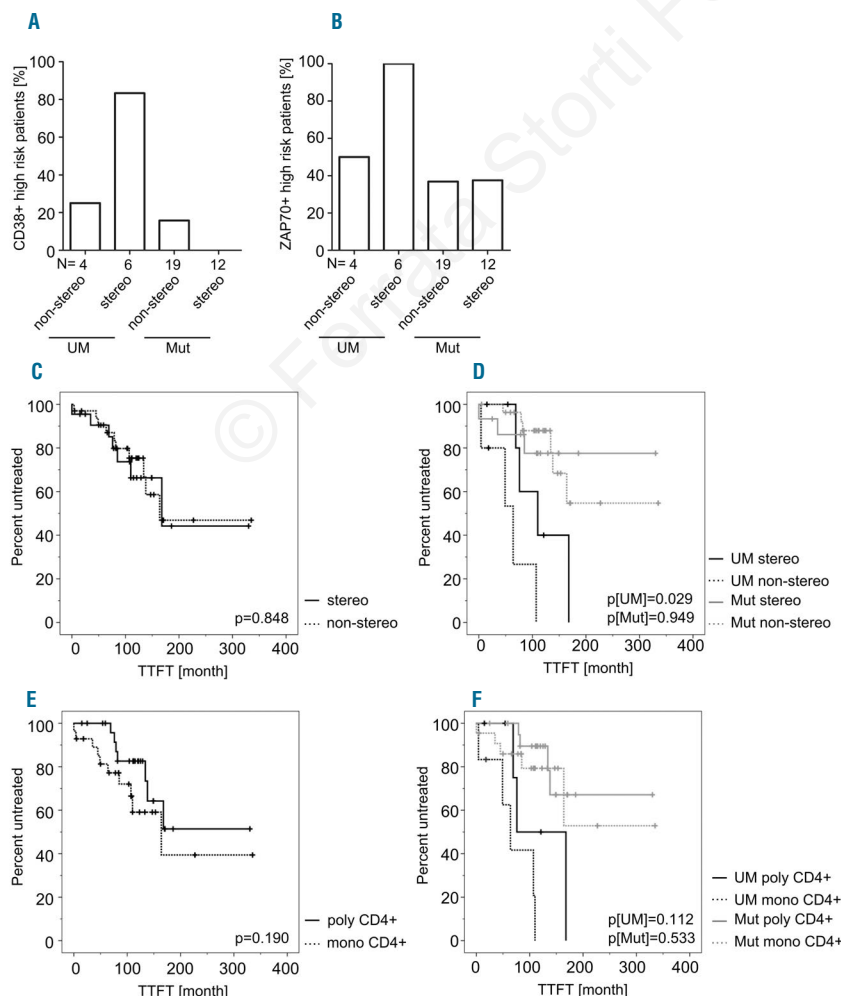 © Ferrata Storti F
A
CD38+ high risk patients [%]
100
80
60
40
20
0
N= 4 6 19 12
non-stereo stereo non-stereo stereo
UM Mut
B
ZAP70+ high risk patients [%]
100
80
60
40
20
0
N= 4 6 19 12
non-stereo stereo non-stereo stereo
UM Mut
C
Percent untreated
100
80
60
40
20
0
p=0.848
0 100 200 300 400
TTFT [month]
stereo
non-stereo
D
Percent untreated
100
80
60
40
20
0
p[UM]=0.029
p[Mut]=0.949
0 100 200 300 400
TTFT [month]
UM stereo
UM non-stereo
Mut stereo
Mut non-stereo
E
Percent untreated
100
80
60
40
20
0
p=0.190
0 100 200 300 400
TTFT [month]
poly CD4+
mono CD4+
F
Percent untreated
100
80
60
40
20
0
p[UM]=0.112
p[Mut]=0.533
0 100 200 300 400
TTFT [month]
UM poly CD4+
UM mono CD4+
Mut poly CD4+
Mut mono CD4+